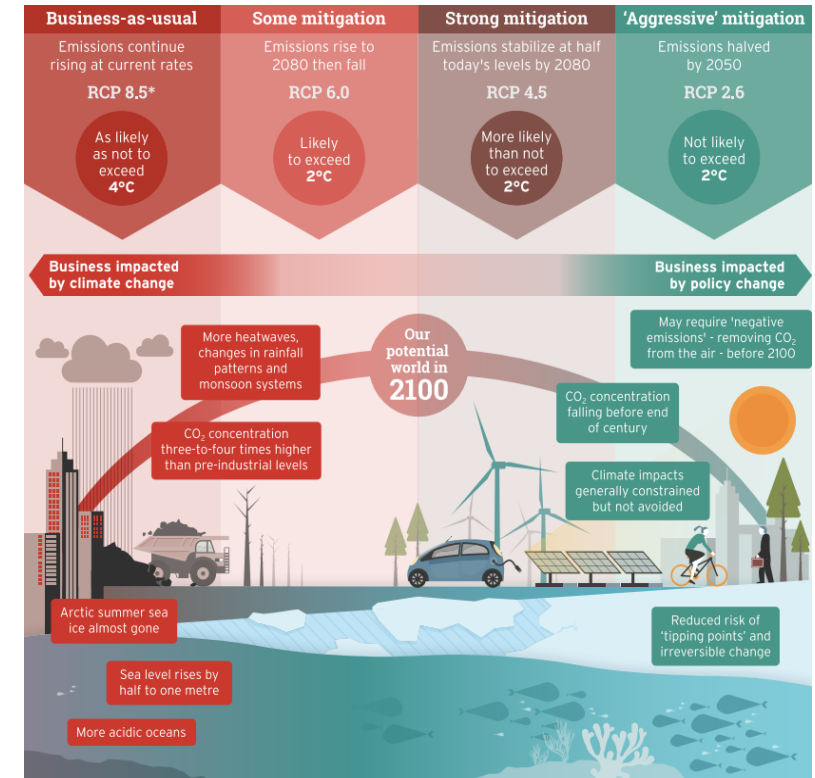 Business-as-usual
Emissions continue
rising at current rates
RCP 8.5*
As likely
as not to
exceed
4°C
Some mitigation
Emissions rise to
2080 then fall
RCP 6.0
Likely
to exceed
2°C
Strong mitigation
Emissions stabilize at half
today's levels by 2080
RCP 4.5
More likely
than not
to exceed
2°C
‘Aggressive’ mitigation
Emissions halved
by 2050
RCP 2.6
Not likely
to exceed
2°C
Business impacted
by climate change
Business impacted
by policy change
Our
potential
world in
2100
More heatwaves,
changes in rainfall
patterns and
monsoon systems
CO₂ concentration
three-to-four times higher
than pre-industrial levels
May require 'negative
emissions' - removing CO₂
from the air - before 2100
CO₂ concentration
falling before end
of century
Climate impacts
generally constrained
but not avoided
Arctic summer sea
ice almost gone
Sea level rises by
half to one metre
More acidic oceans
Reduced risk of
‘tipping points’ and
irreversible change